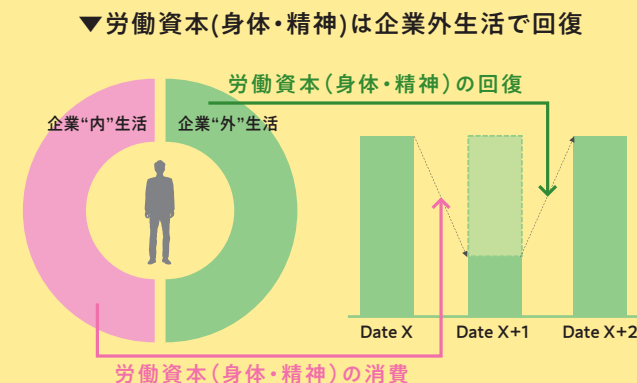 ▼労働資本(身体・精神)は企業外生活で回復
労働資本(身体・精神)の回復
企業“内”生活
企業“外”生活
Date X
Date X+1
Date X+2
労働資本(身体・精神)の消費